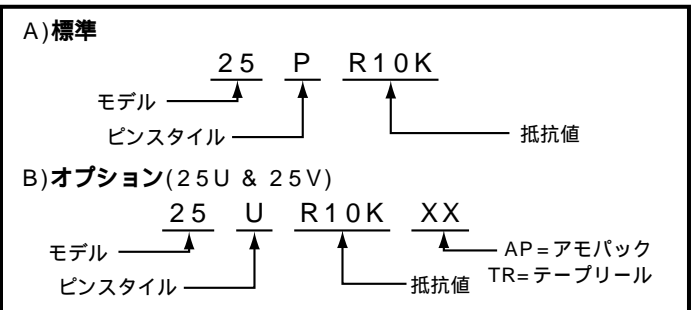 A)標準
25 P R10K
モデル
ピンスタイル 抵抗値
B)オプション(25U & 25V)
25 U R10K XX
モデル AP=アモパック
ピンスタイル 抵抗値 TR=テープリール